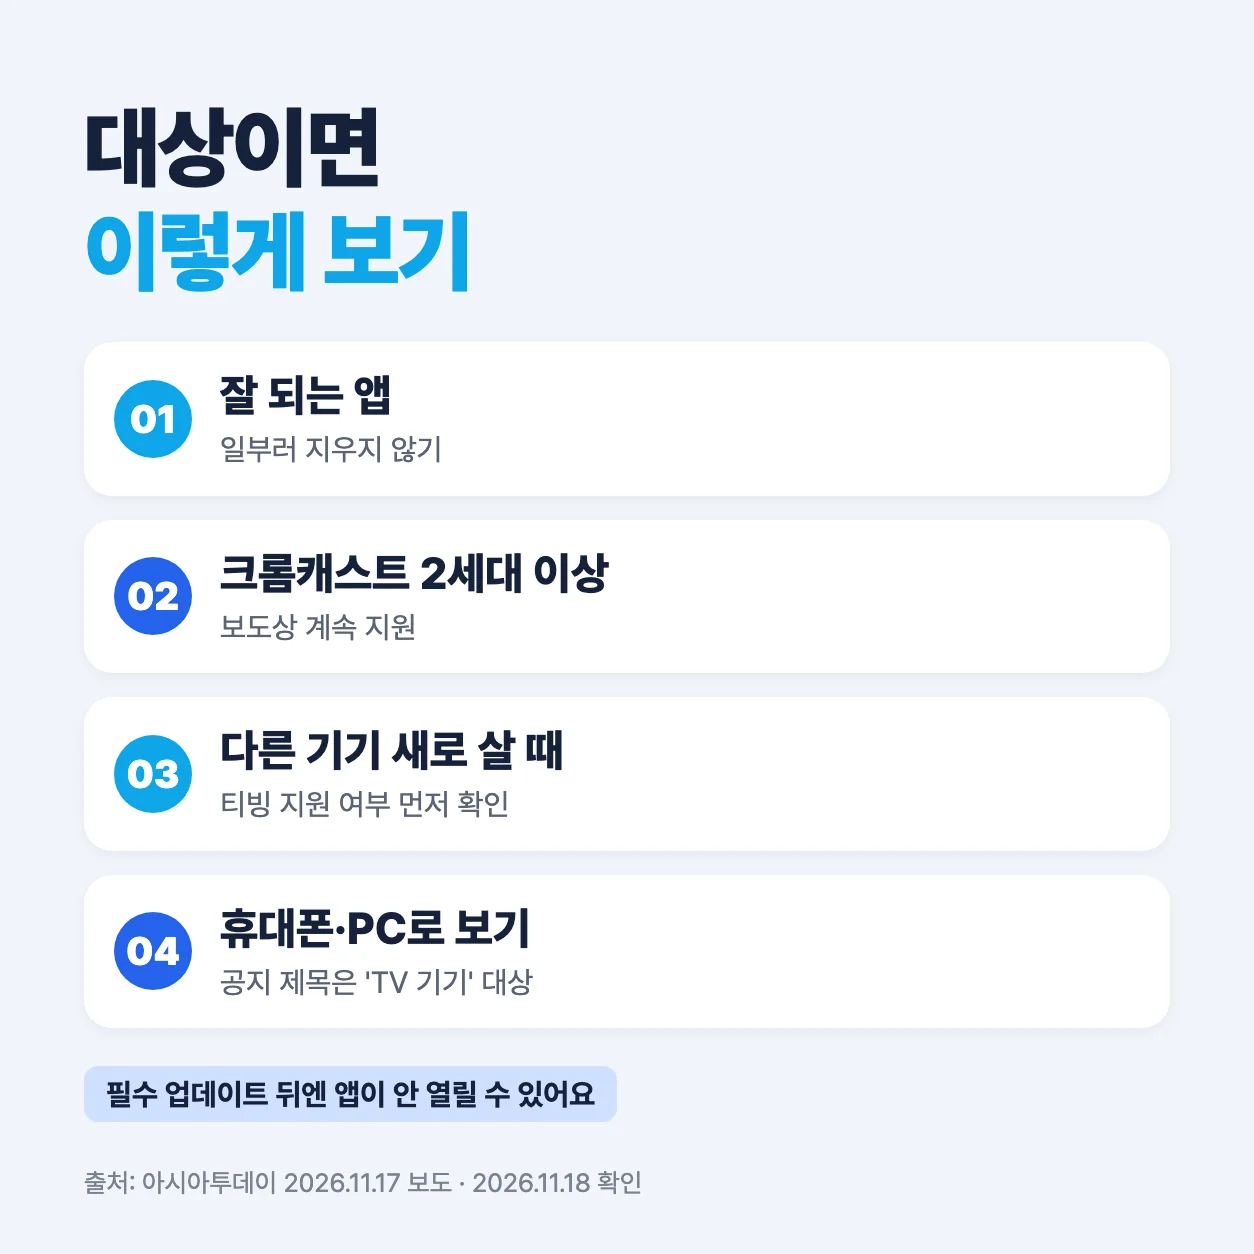 대상이면
이렇게 보기
01
잘 되는 앱
일부러 지우지 않기
02
크롬캐스트 2세대 이상
보도상 계속 지원
03
다른 기기 새로 살 때
티빙 지원 여부 먼저 확인
04
휴대폰·PC로 보기
공지 제목은 'TV 기기' 대상
필수 업데이트 뒤엔 앱이 안 열릴 수 있어요
출처: 아시아투데이 2026.11.17 보도 · 2026.11.18 확인